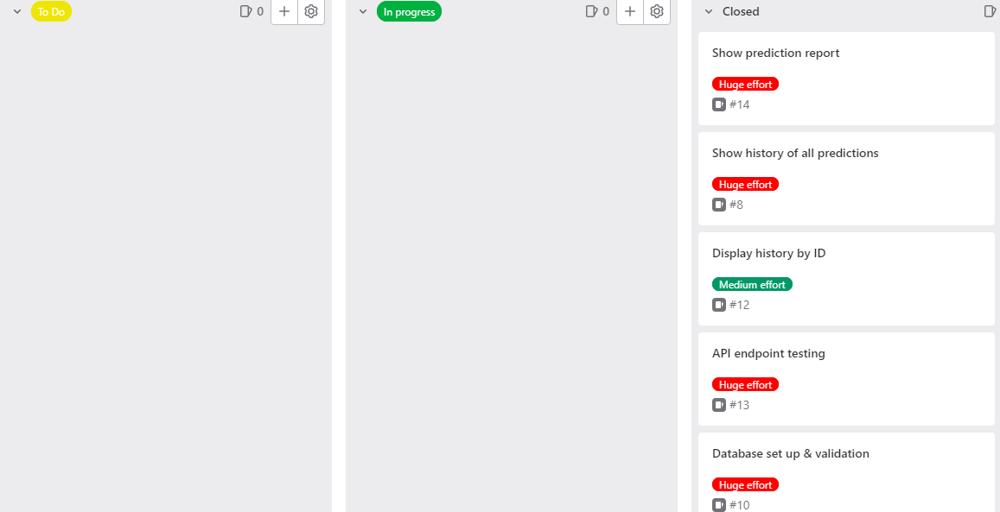 To Do
0
In progress
0
Closed
Show prediction report
Huge effort
#14
Show history of all predictions
Huge effort
#8
Display history by ID
Medium effort
#12
API endpoint testing
Huge effort
#13
Database set up & validation
Huge effort
#10